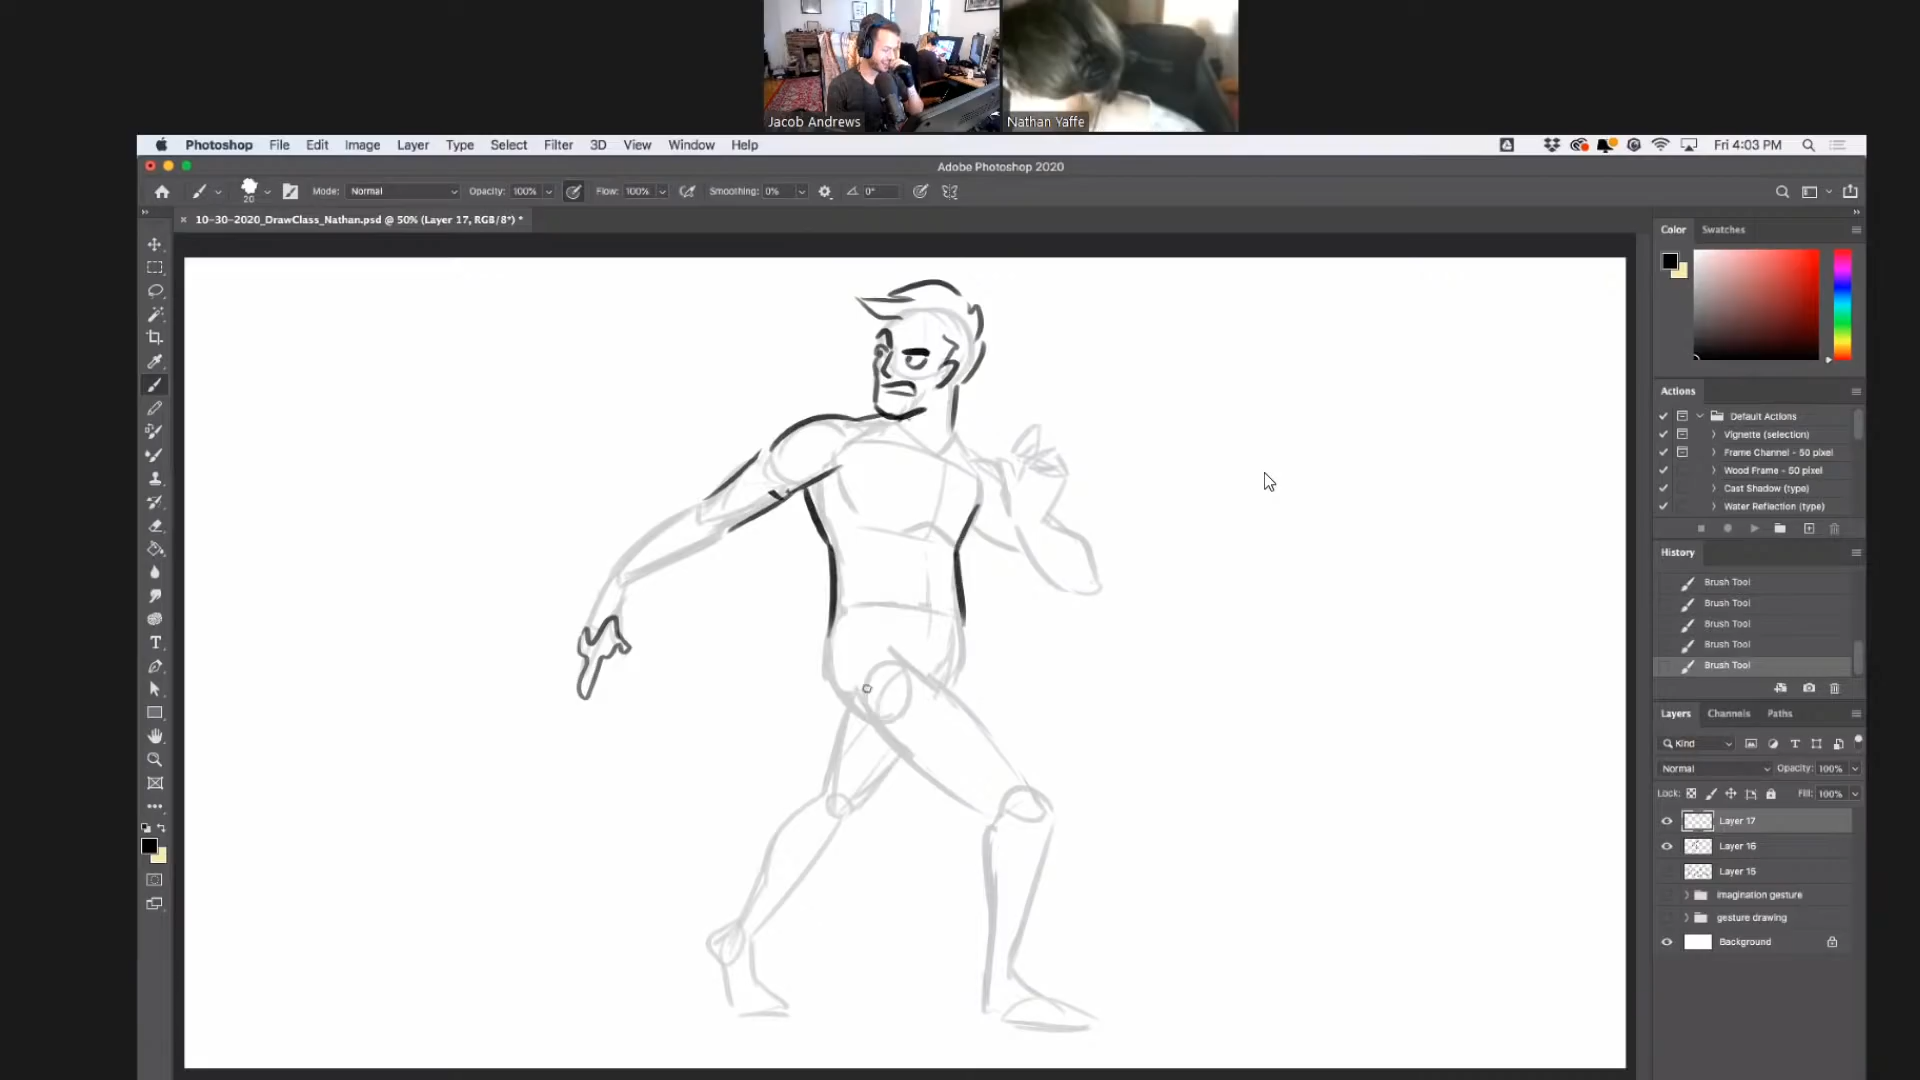 Jacob Andrews
Nathan Yaffe
Photoshop File Edit Image Layer Type Select Filter 3D View Window Help
Fri 4:03 PM
Adobe Photoshop 2020
20
Mode: Normal Opacity: 100% Flow: 100% Smoothing: 0% 0°
10-30-2020_DrawClass_Nathan.psd @ 50% (Layer 17, RGB/8*) *
Color Swatches
Actions
Default Actions
Vignette (selection)
Frame Channel - 50 pixel
Wood Frame - 50 pixel
Cast Shadow (type)
Water Reflection (type)
History
Brush Tool
Brush Tool
Brush Tool
Brush Tool
Brush Tool
Layers Channels Paths
Kind
Normal Opacity: 100%
Lock: Fill: 100%
Layer 17
Layer 16
Layer 15
imagination gesture
gesture drawing
Background